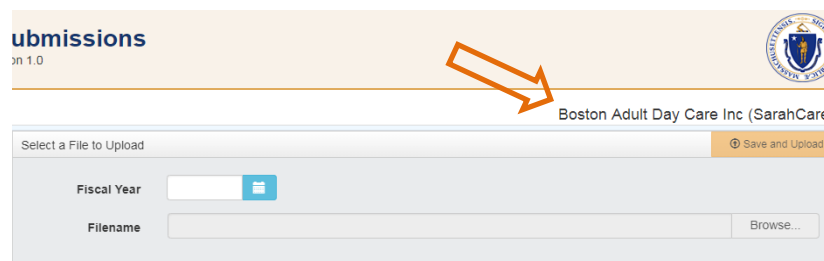 ubmissions
on 1.0
Boston Adult Day Care Inc (SarahCare
Select a File to Upload
Save and Upload
Fiscal Year
Filename
Browse...